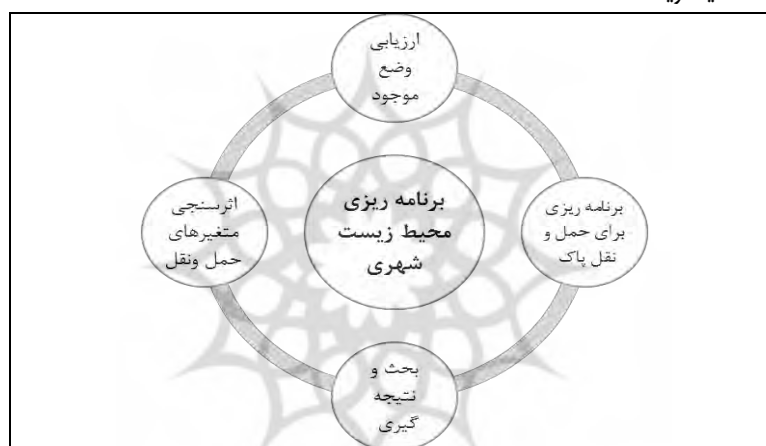 ارزیابی
وضع
موجود
برنامه ریزی
برای حمل و
نقل پاک
برنامه ریزی
محیط زیست
شهری
اثرسنجی
متغیرهای
حمل ونقل
بحث و
نتیجه
گیری